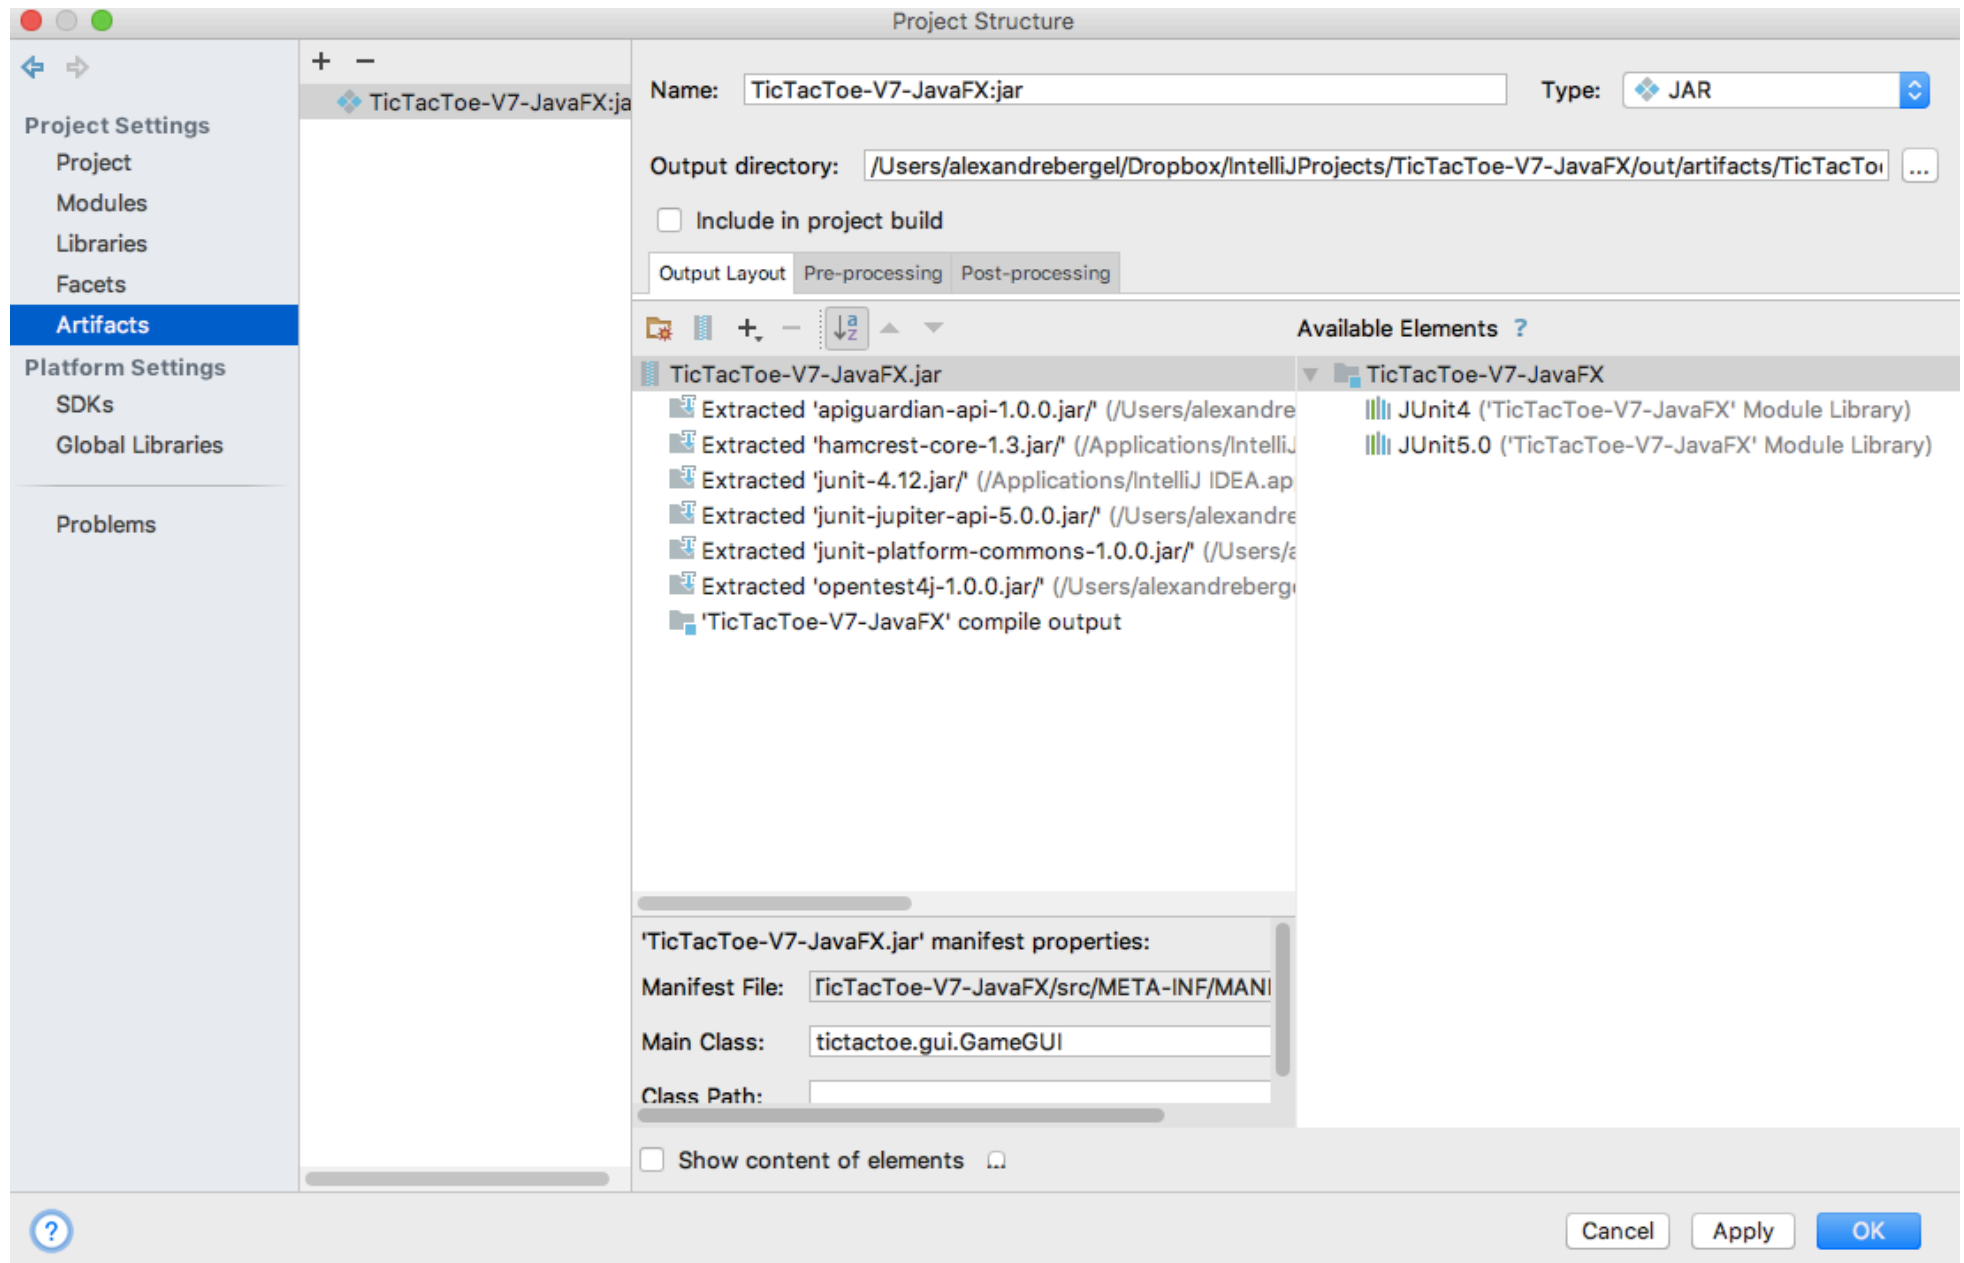 Project Structure
Project Settings
Project
Modules
Libraries
Facets
Artifacts
Platform Settings
SDKs
Global Libraries
Problems
TicTacToe-V7-JavaFX:ja
Name: TicTacToe-V7-JavaFX:jar Type: JAR
Output directory: /Users/alexandrebergel/Dropbox/IntelliJProjects/TicTacToe-V7-JavaFX/out/artifacts/TicTacTo ...
Include in project build
Output Layout Pre-processing Post-processing
Available Elements ?
TicTacToe-V7-JavaFX.jar
Extracted 'apiguardian-api-1.0.0.jar/' (/Users/alexandre
Extracted 'hamcrest-core-1.3.jar/' (/Applications/IntelliJ
Extracted 'junit-4.12.jar/' (/Applications/IntelliJ IDEA.ap
Extracted 'junit-jupiter-api-5.0.0.jar/' (/Users/alexandre
Extracted 'junit-platform-commons-1.0.0.jar/' (/Users/a
Extracted 'opentest4j-1.0.0.jar/' (/Users/alexandreberg
'TicTacToe-V7-JavaFX' compile output
TicTacToe-V7-JavaFX
JUnit4 ('TicTacToe-V7-JavaFX' Module Library)
JUnit5.0 ('TicTacToe-V7-JavaFX' Module Library)
'TicTacToe-V7-JavaFX.jar' manifest properties:
Manifest File: TicTacToe-V7-JavaFX/src/META-INF/MANI
Main Class: tictactoe.gui.GameGUI
Class Path:
Show content of elements ...
? Cancel Apply OK